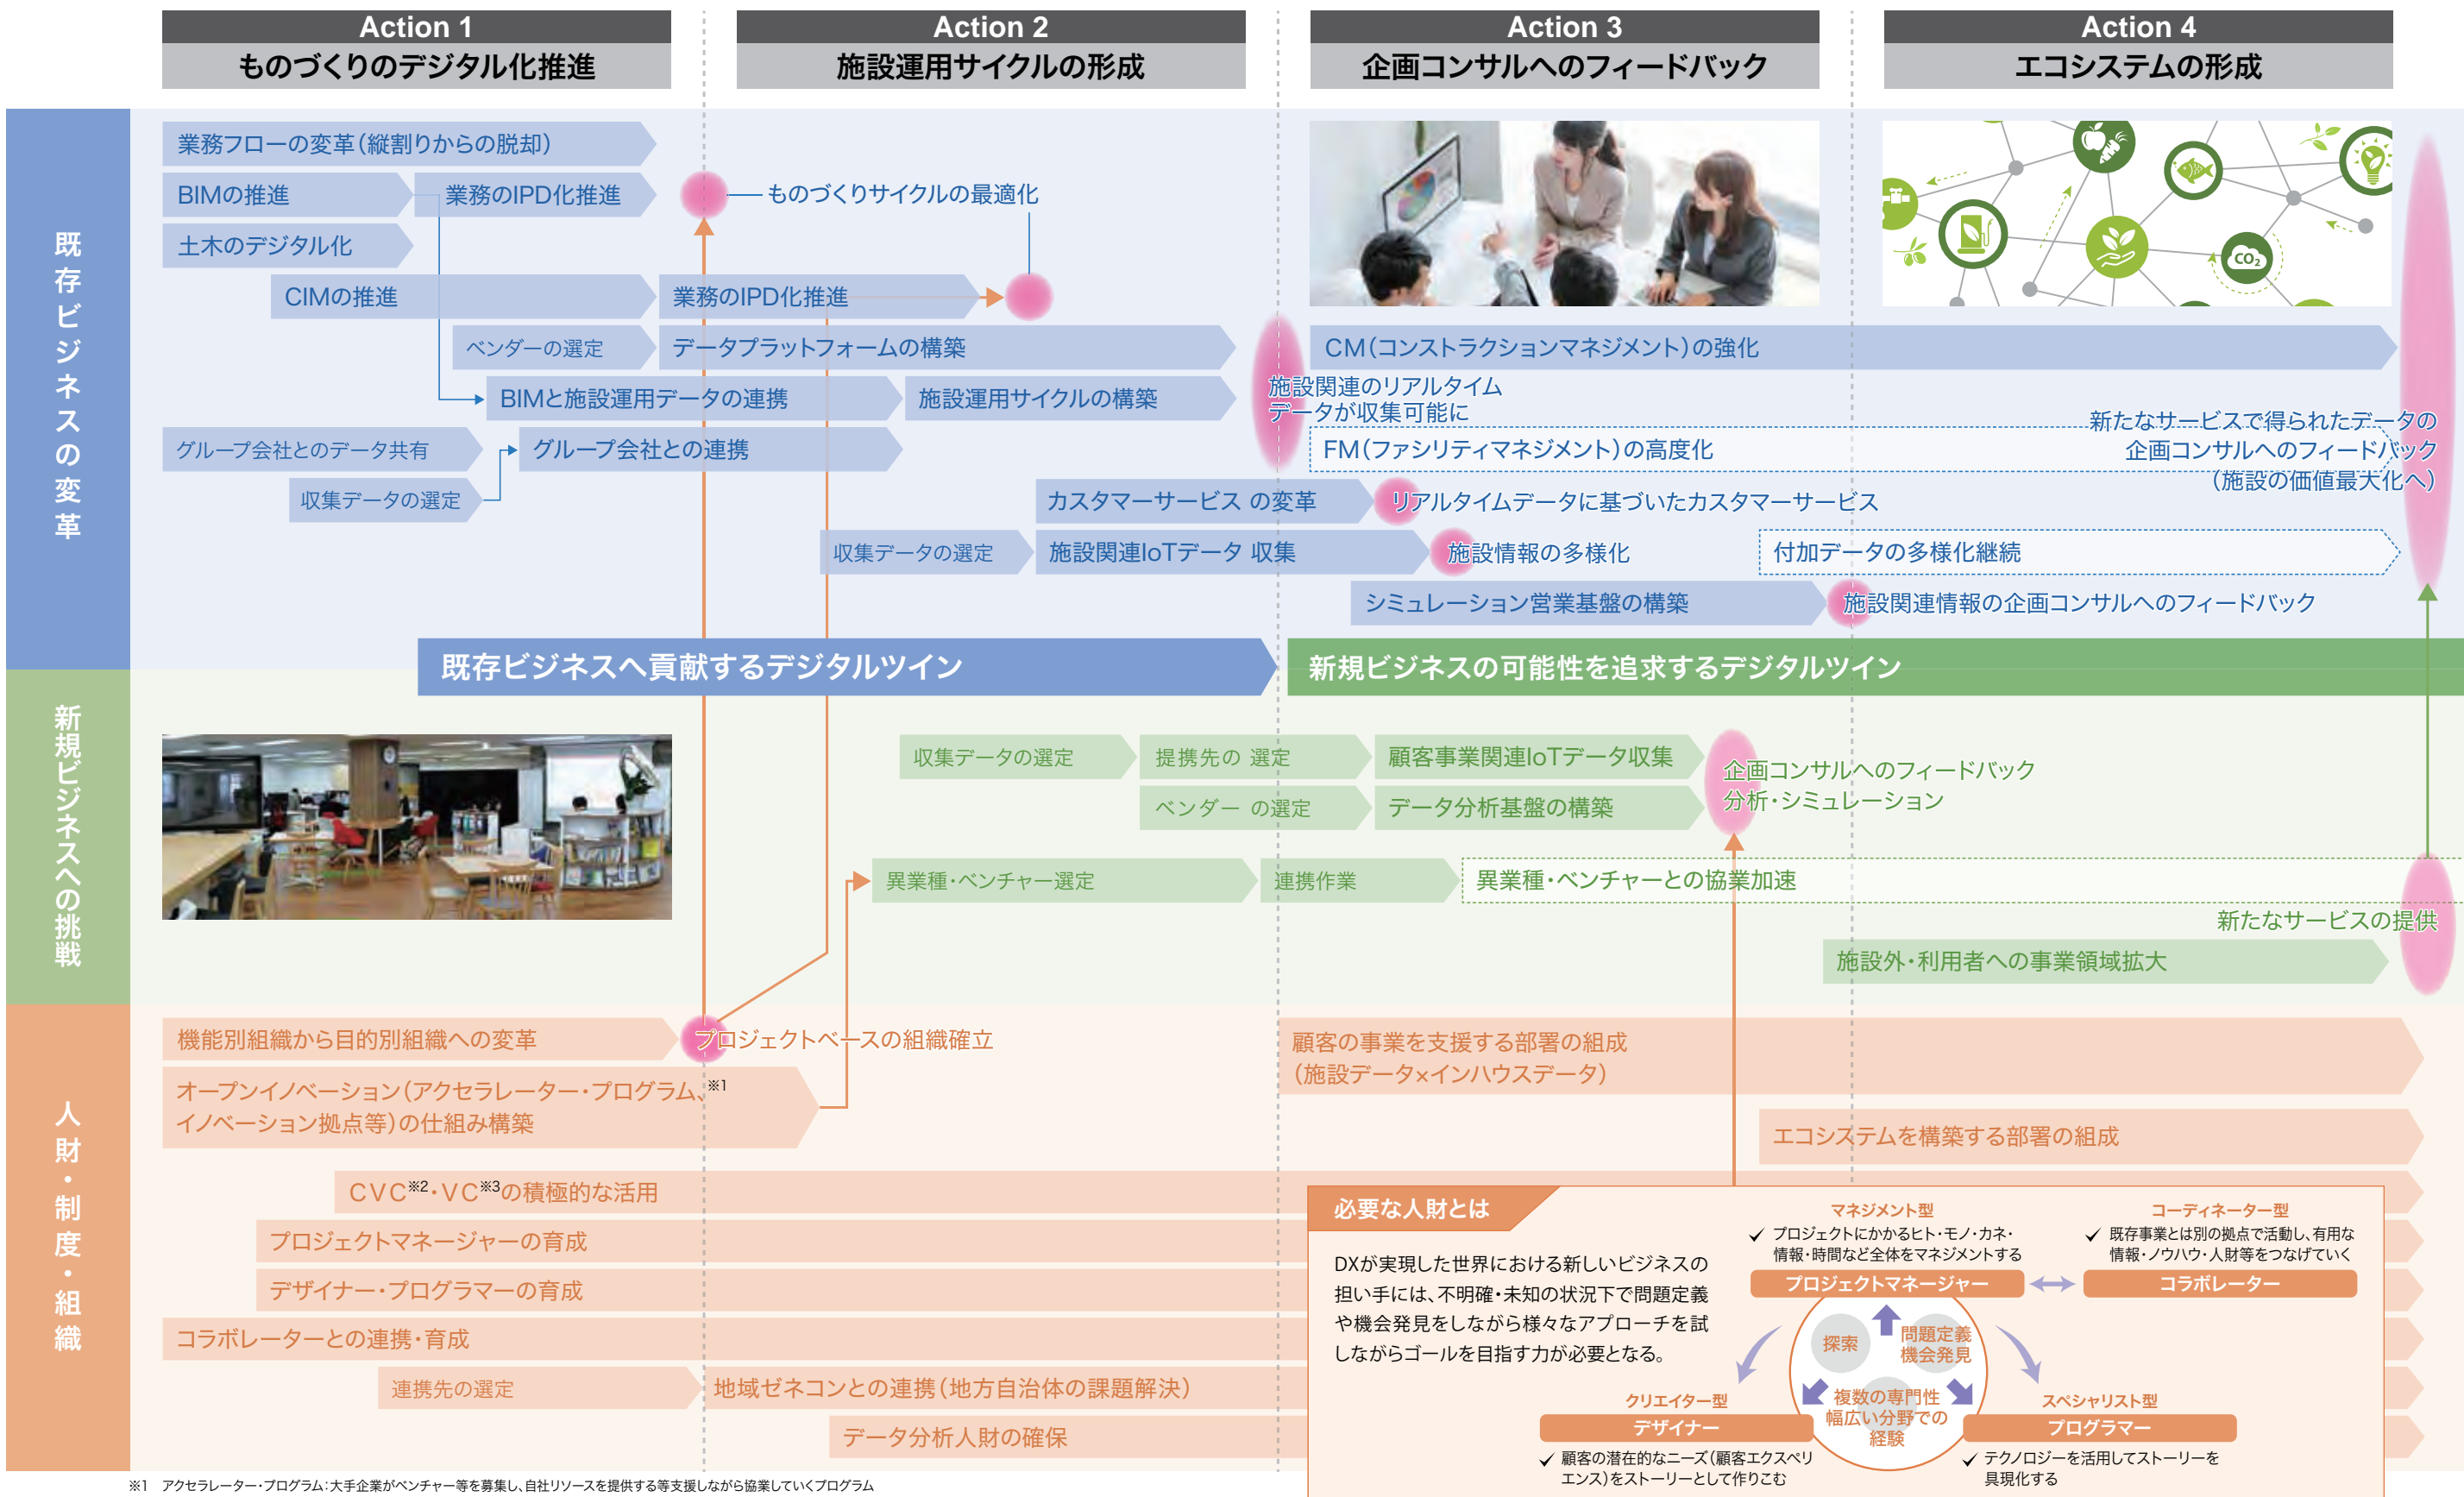 Action 1
ものづくりのデジタル化推進
Action 2
施設運用サイクルの形成
Action 3
企画コンサルへのフィードバック
Action 4
エコシステムの形成
既存ビジネスの変革
業務フローの変革（縦割りからの脱却）
BIMの推進
業務のIPD化推進
ものづくりサイクルの最適化
土木のデジタル化
CIMの推進
業務のIPD化推進
ベンダーの選定
データプラットフォームの構築
CM（コンストラクションマネジメント）の強化
BIMと施設運用データの連携
施設運用サイクルの構築
施設関連のリアルタイム
データが収集可能に
グループ会社とのデータ共有
グループ会社との連携
FM（ファシリティマネジメント）の高度化
新たなサービスで得られたデータの
企画コンサルへのフィードバック
（施設の価値最大化へ）
収集データの選定
カスタマーサービス の変革
リアルタイムデータに基づいたカスタマーサービス
収集データの選定
施設関連IoTデータ 収集
施設情報の多様化
付加データの多様化継続
シミュレーション営業基盤の構築
施設関連情報の企画コンサルへのフィードバック
CO₂
既存ビジネスへ貢献するデジタルツイン
新規ビジネスの可能性を追求するデジタルツイン
新規ビジネスへの挑戦
収集データの選定
提携先の 選定
顧客事業関連IoTデータ収集
ベンダー の選定
データ分析基盤の構築
企画コンサルへのフィードバック
分析・シミュレーション
異業種・ベンチャー選定
連携作業
異業種・ベンチャーとの協業加速
新たなサービスの提供
施設外・利用者への事業領域拡大
人財・制度・組織
機能別組織から目的別組織への変革
プロジェクトベースの組織確立
顧客の事業を支援する部署の組成
（施設データ×インハウスデータ）
オープンイノベーション（アクセラレーター・プログラム、※1
イノベーション拠点等）の仕組み構築
エコシステムを構築する部署の組成
CVC※2・VC※3の積極的な活用
プロジェクトマネージャーの育成
デザイナー・プログラマーの育成
コラボレーターとの連携・育成
連携先の選定
地域ゼネコンとの連携（地方自治体の課題解決）
データ分析人財の確保
必要な人財とは
DXが実現した世界における新しいビジネスの
担い手には、不明確・未知の状況下で問題定義
や機会発見をしながら様々なアプローチを試
しながらゴールを目指す力が必要となる。
マネジメント型
プロジェクトにかかるヒト・モノ・カネ・
情報・時間など全体をマネジメントする
プロジェクトマネージャー
コーディネーター型
既存事業とは別の拠点で活動し、有用な
情報・ノウハウ・人財等をつなげていく
コラボレーター
探索
問題定義
機会発見
複数の専門性
幅広い分野での
経験
クリエイター型
デザイナー
顧客の潜在的なニーズ（顧客エクスペリ
エンス）をストーリーとして作りこむ
スペシャリスト型
プログラマー
テクノロジーを活用してストーリーを
具現化する
※1 アクセラレーター・プログラム：大手企業がベンチャー等を募集し、自社リソースを提供する等支援しながら協業していくプログラム